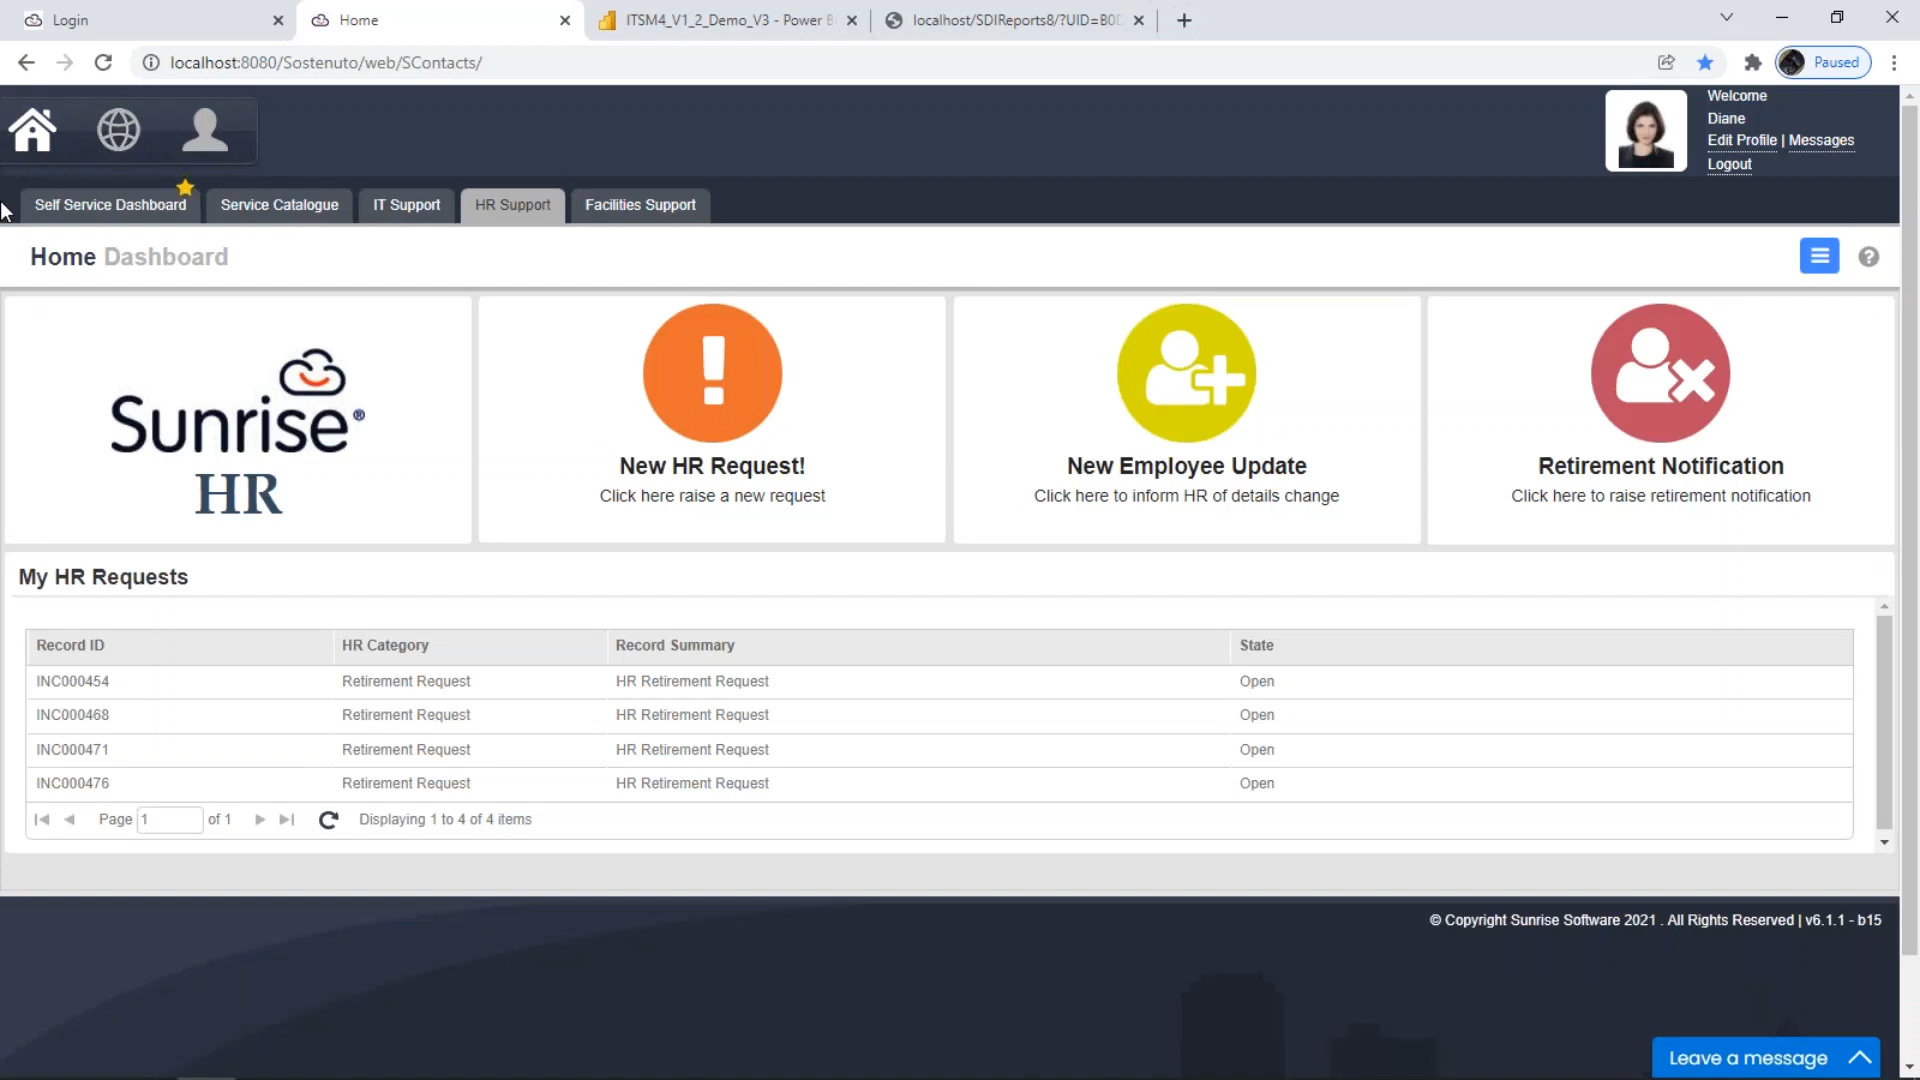 Login
Home
ITSM4_V1_2_Demo_V3 - Power B
localhost/SDIReports8/?UID=B0D
localhost:8080/Sostenuto/web/SContacts/
Paused
Welcome
Diane
Edit Profile | Messages
Logout
Self Service Dashboard
Service Catalogue
IT Support
HR Support
Facilities Support
Home Dashboard
Sunrise®
HR
New HR Request!
Click here raise a new request
New Employee Update
Click here to inform HR of details change
Retirement Notification
Click here to raise retirement notification
My HR Requests
Record ID HR Category Record Summary State
INC000454 Retirement Request HR Retirement Request Open
INC000468 Retirement Request HR Retirement Request Open
INC000471 Retirement Request HR Retirement Request Open
INC000476 Retirement Request HR Retirement Request Open
Page 1 of 1 Displaying 1 to 4 of 4 items
© Copyright Sunrise Software 2021 . All Rights Reserved | v6.1.1 - b15
Leave a message